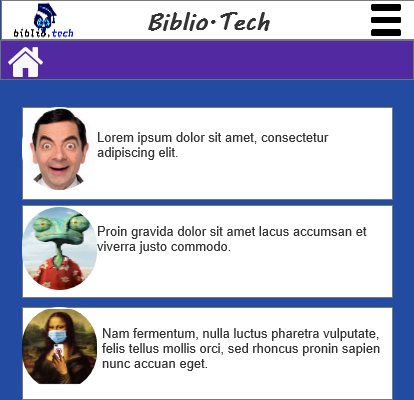 biblio.tech
Biblio·Tech
Lorem ipsum dolor sit amet, consectetur
adipiscing elit.
Proin gravida dolor sit amet lacus accumsan et
viverra justo commodo.
Nam fermentum, nulla luctus pharetra vulputate,
felis tellus mollis orci, sed rhoncus pronin sapien
nunc accuan eget.